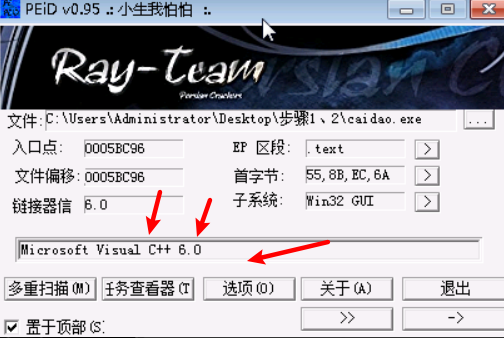 PEiD v0.95 .: 小生我怕怕 :.
Ray-Team
Persian Crackers
文件: C:\Users\Administrator\Desktop\步骤1、2\caidao.exe ...
入口点: 0005BC96 EP 区段: .text >
文件偏移: 0005BC96 首字节: 55,8B,EC,6A >
链接器信 6.0 子系统: Win32 GUI >
Microsoft Visual C++ 6.0
多重扫描(M) 任务查看器(T 选项(O) 关于(A) 退出
置于顶部(S) >> ->